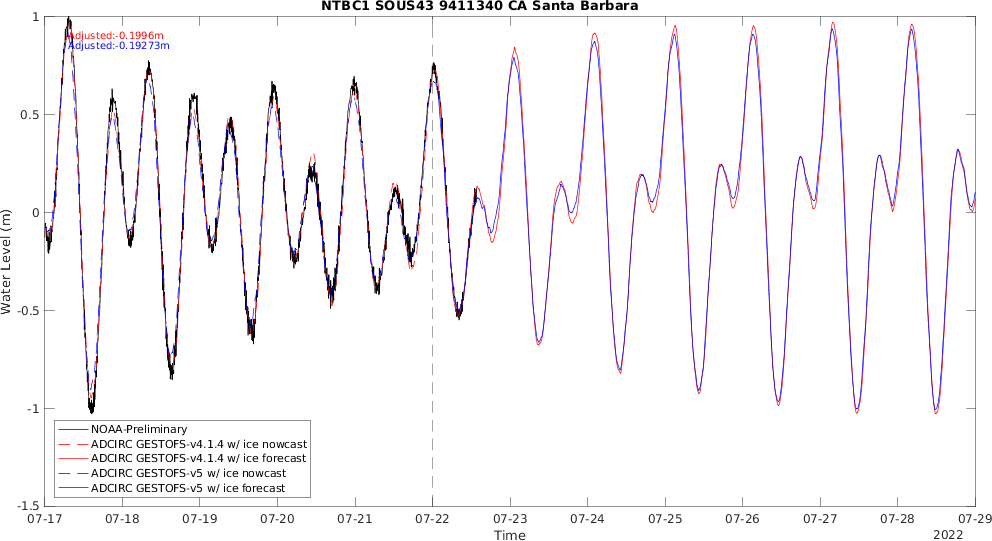 NTBC1 SOUS43 9411340 CA Santa Barbara
Adjusted:-0.1996m
Adjusted:-0.19273m
Water Level (m)
1
0.5
0
-0.5
-1
-1.5
NOAA-Preliminary
ADCIRC GESTOFS-v4.1.4 w/ ice nowcast
ADCIRC GESTOFS-v4.1.4 w/ ice forecast
ADCIRC GESTOFS-v5 w/ ice nowcast
ADCIRC GESTOFS-v5 w/ ice forecast
07-17 07-18 07-19 07-20 07-21 07-22 07-23 07-24 07-25 07-26 07-27 07-28 07-29
Time
2022